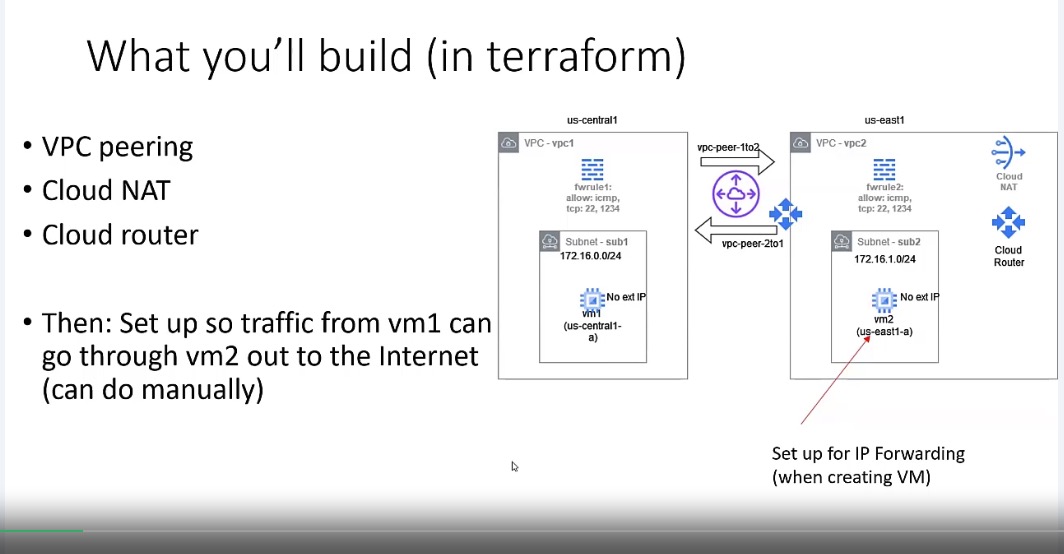 What you'll build (in terraform)
• VPC peering
• Cloud NAT
• Cloud router
• Then: Set up so traffic from vm1 can
go through vm2 out to the Internet
(can do manually)
us-central1
VPC - vpc1
fwrule1:
allow: icmp,
tcp: 22, 1234
Subnet - sub1
172.16.0.0/24
No ext IP
vm1
(us-central1-
a)
vpc-peer-1to2
vpc-peer-2to1
us-east1
VPC - vpc2
fwrule2:
allow: icmp,
tcp: 22, 1234
Subnet - sub2
172.16.1.0/24
No ext IP
vm2
(us-east1-a)
Cloud
NAT
Cloud
Router
Set up for IP Forwarding
(when creating VM)